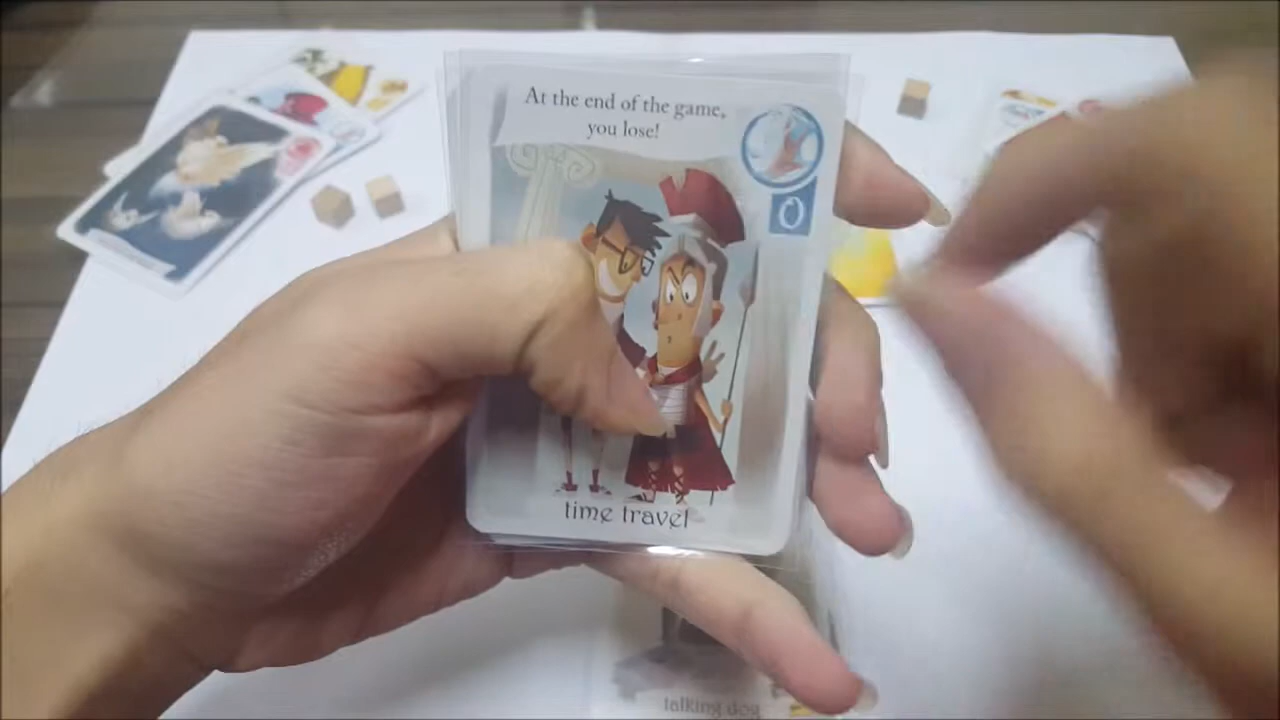 At the end of the game,
you lose!
0
time travel
talking dog